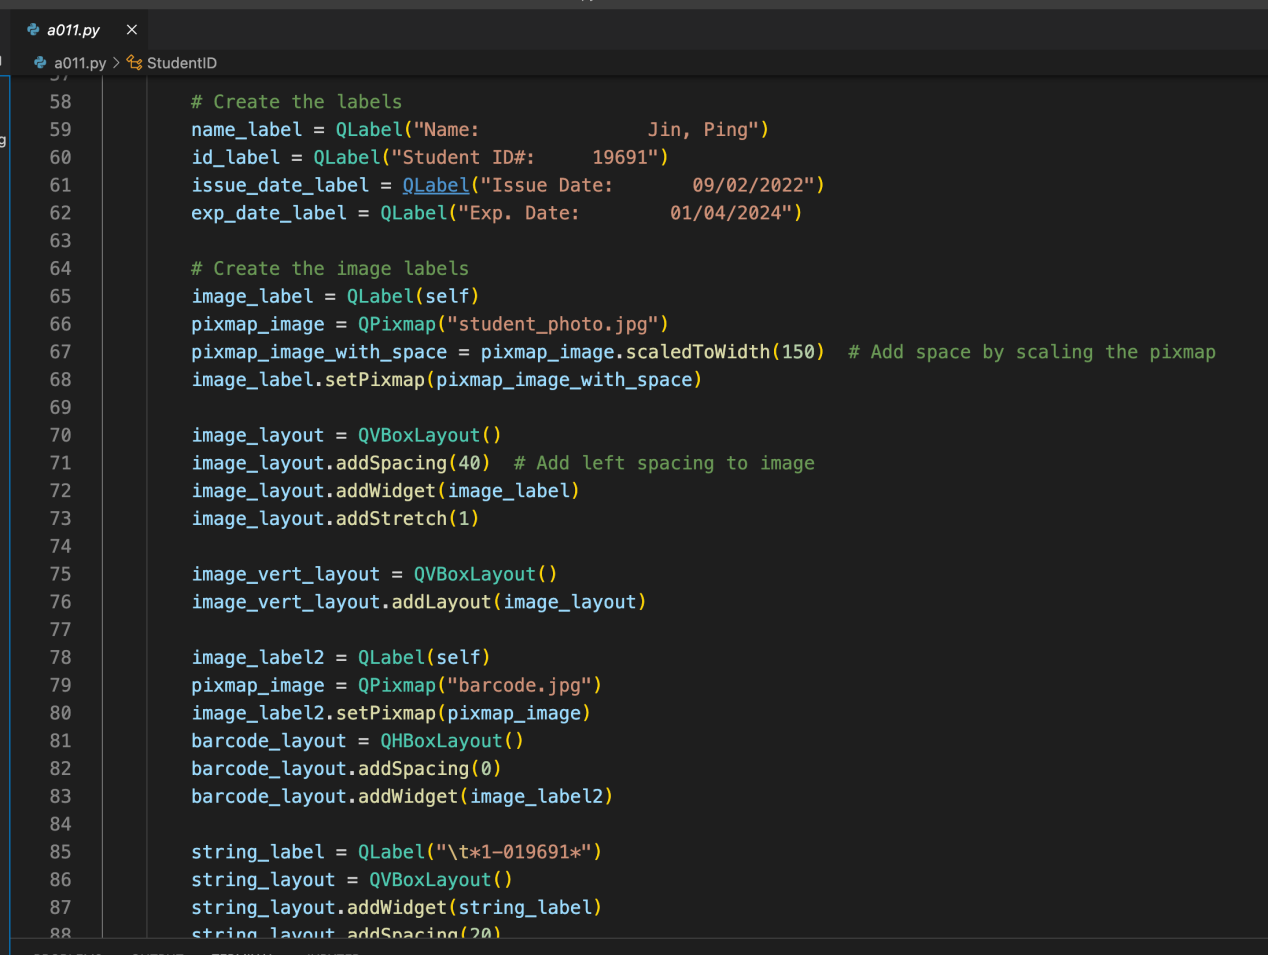 a011.py
a011.py > StudentID
58 # Create the labels
59 name_label = QLabel("Name:               Jin, Ping")
60 id_label = QLabel("Student ID#:     19691")
61 issue_date_label = QLabel("Issue Date:       09/02/2022")
62 exp_date_label = QLabel("Exp. Date:        01/04/2024")
63
64 # Create the image labels
65 image_label = QLabel(self)
66 pixmap_image = QPixmap("student_photo.jpg")
67 pixmap_image_with_space = pixmap_image.scaledToWidth(150)  # Add space by scaling the pixmap
68 image_label.setPixmap(pixmap_image_with_space)
69
70 image_layout = QVBoxLayout()
71 image_layout.addSpacing(40)  # Add left spacing to image
72 image_layout.addWidget(image_label)
73 image_layout.addStretch(1)
74
75 image_vert_layout = QVBoxLayout()
76 image_vert_layout.addLayout(image_layout)
77
78 image_label2 = QLabel(self)
79 pixmap_image = QPixmap("barcode.jpg")
80 image_label2.setPixmap(pixmap_image)
81 barcode_layout = QHBoxLayout()
82 barcode_layout.addSpacing(0)
83 barcode_layout.addWidget(image_label2)
84
85 string_label = QLabel("\t*1-019691*")
86 string_layout = QVBoxLayout()
87 string_layout.addWidget(string_label)
88 string_layout.addSpacing(20)